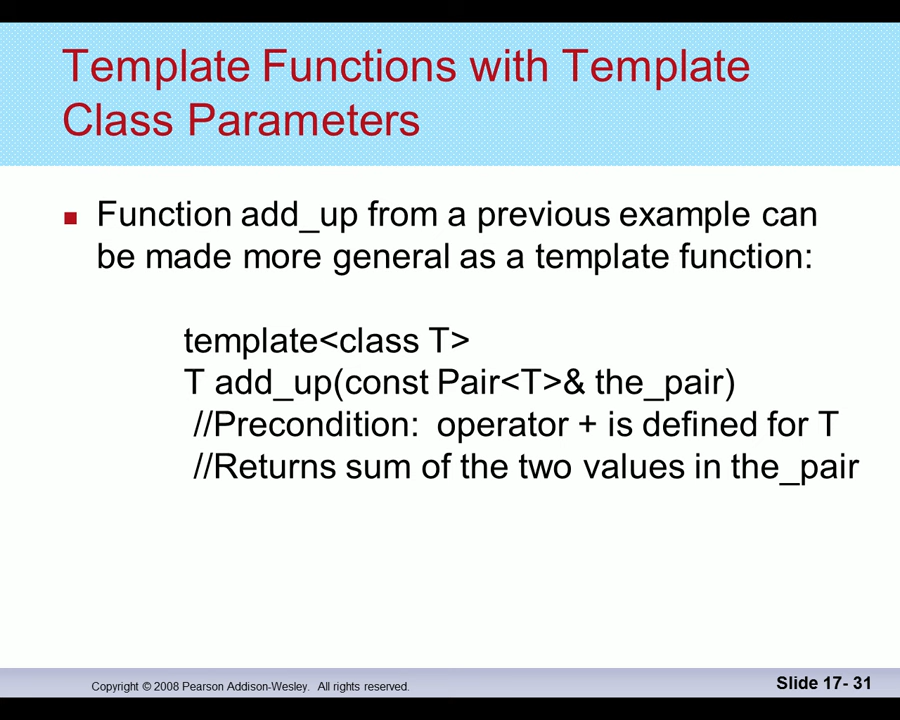 Template Functions with Template
Class Parameters
Function add_up from a previous example can
be made more general as a template function:
template<class T>
T add_up(const Pair<T>& the_pair)
//Precondition:  operator + is defined for T
//Returns sum of the two values in the_pair
Copyright © 2008 Pearson Addison-Wesley.  All rights reserved.
Slide 17- 31